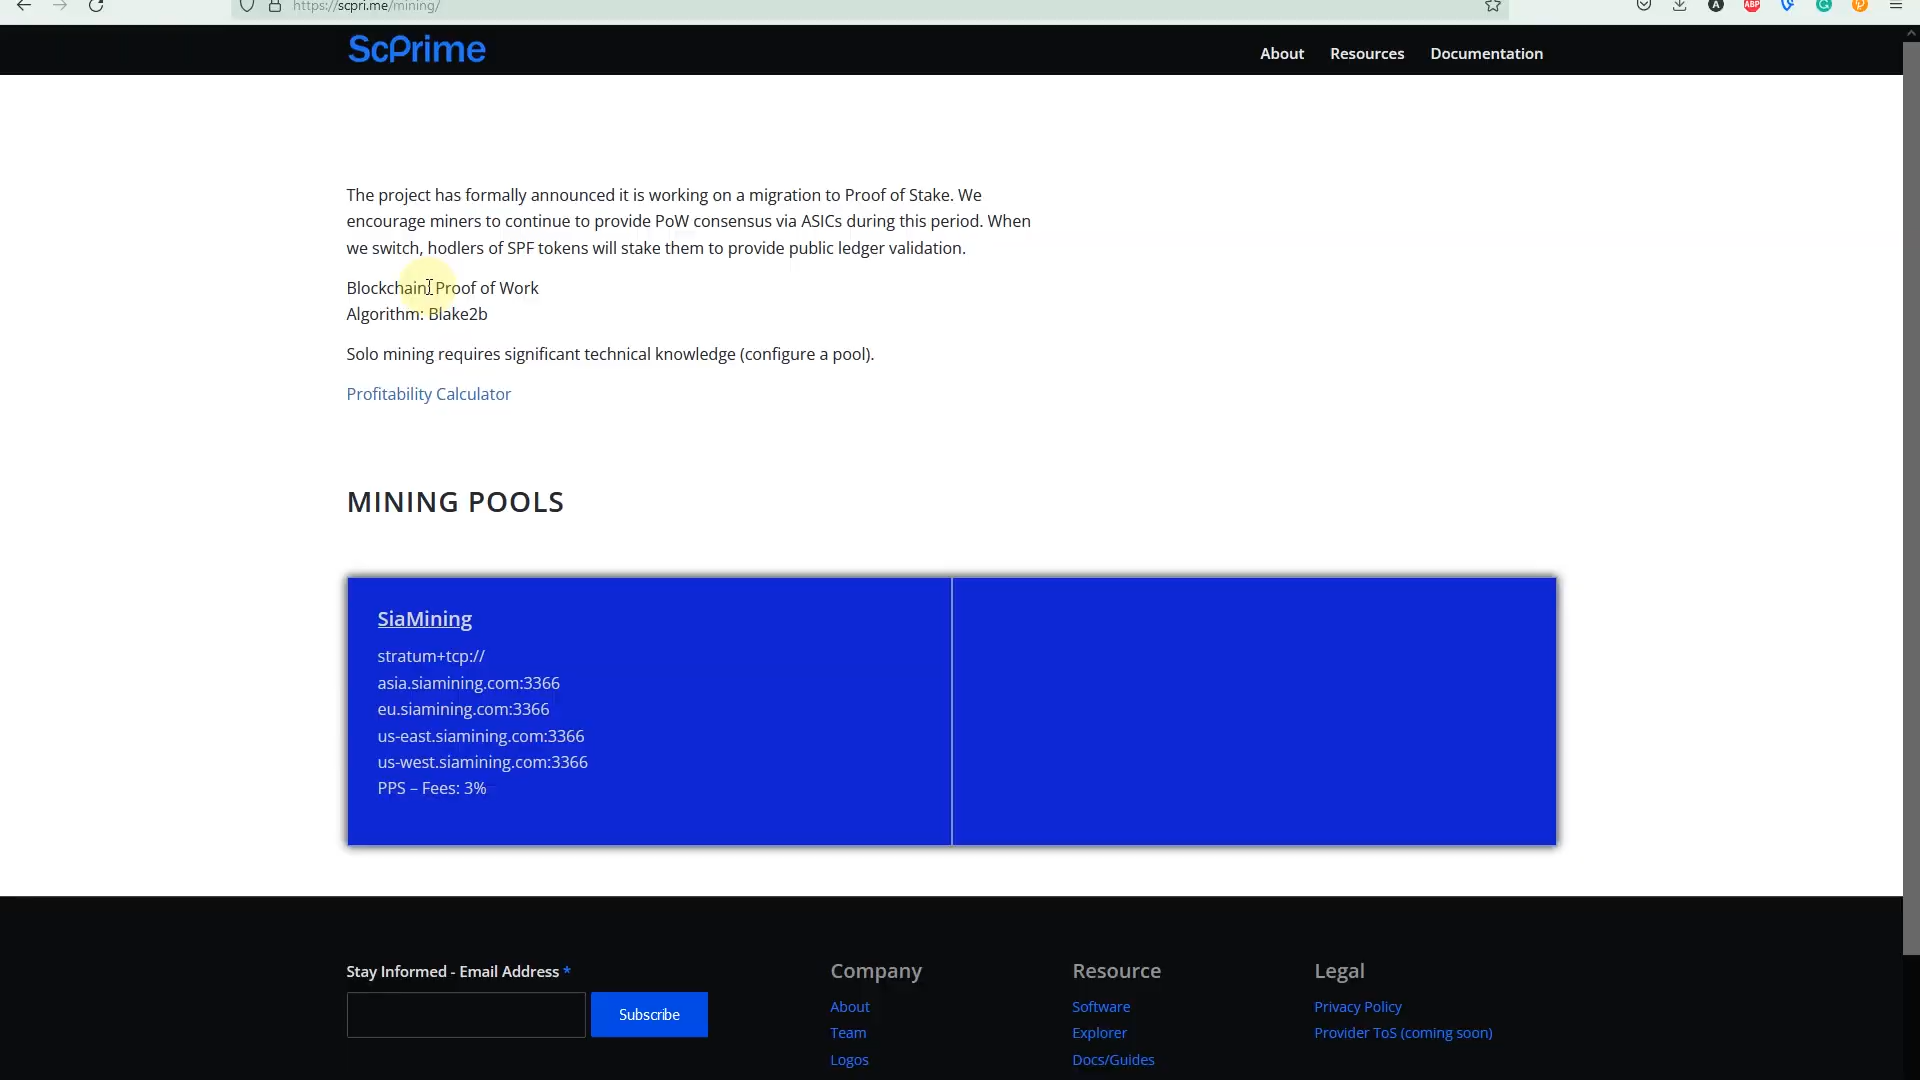 https://scpri.me/mining/
ScPrime
About
Resources
Documentation
The project has formally announced it is working on a migration to Proof of Stake. We
encourage miners to continue to provide PoW consensus via ASICs during this period. When
we switch, hodlers of SPF tokens will stake them to provide public ledger validation.
Blockchain: Proof of Work
Algorithm: Blake2b
Solo mining requires significant technical knowledge (configure a pool).
Profitability Calculator
MINING POOLS
SiaMining
stratum+tcp://
asia.siamining.com:3366
eu.siamining.com:3366
us-east.siamining.com:3366
us-west.siamining.com:3366
PPS – Fees: 3%
Stay Informed - Email Address *
Subscribe
Company
About
Team
Logos
Resource
Software
Explorer
Docs/Guides
Legal
Privacy Policy
Provider ToS (coming soon)